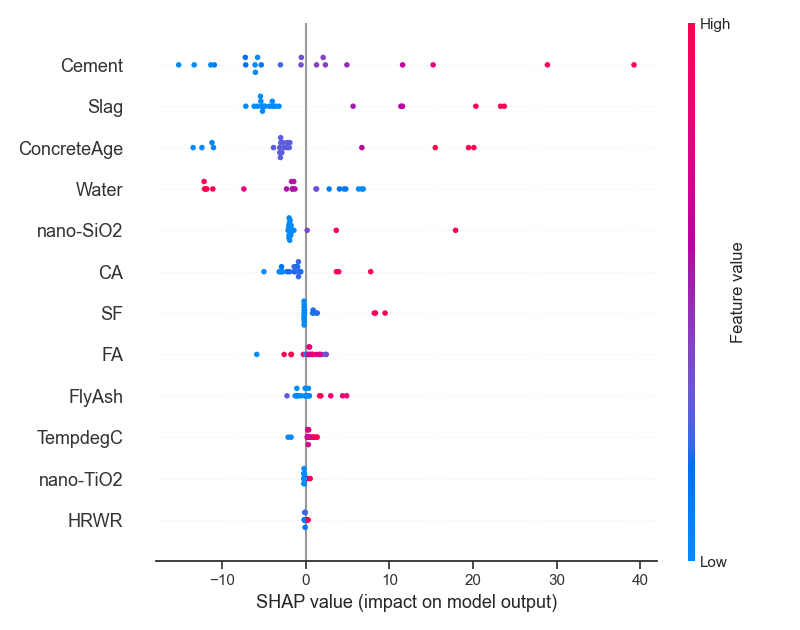 High
Cement
Slag
ConcreteAge
Water
nano-SiO2
CA
SF
FA
FlyAsh
TempdegC
nano-TiO2
HRWR
Feature value
Low
−10 0 10 20 30 40
SHAP value (impact on model output)